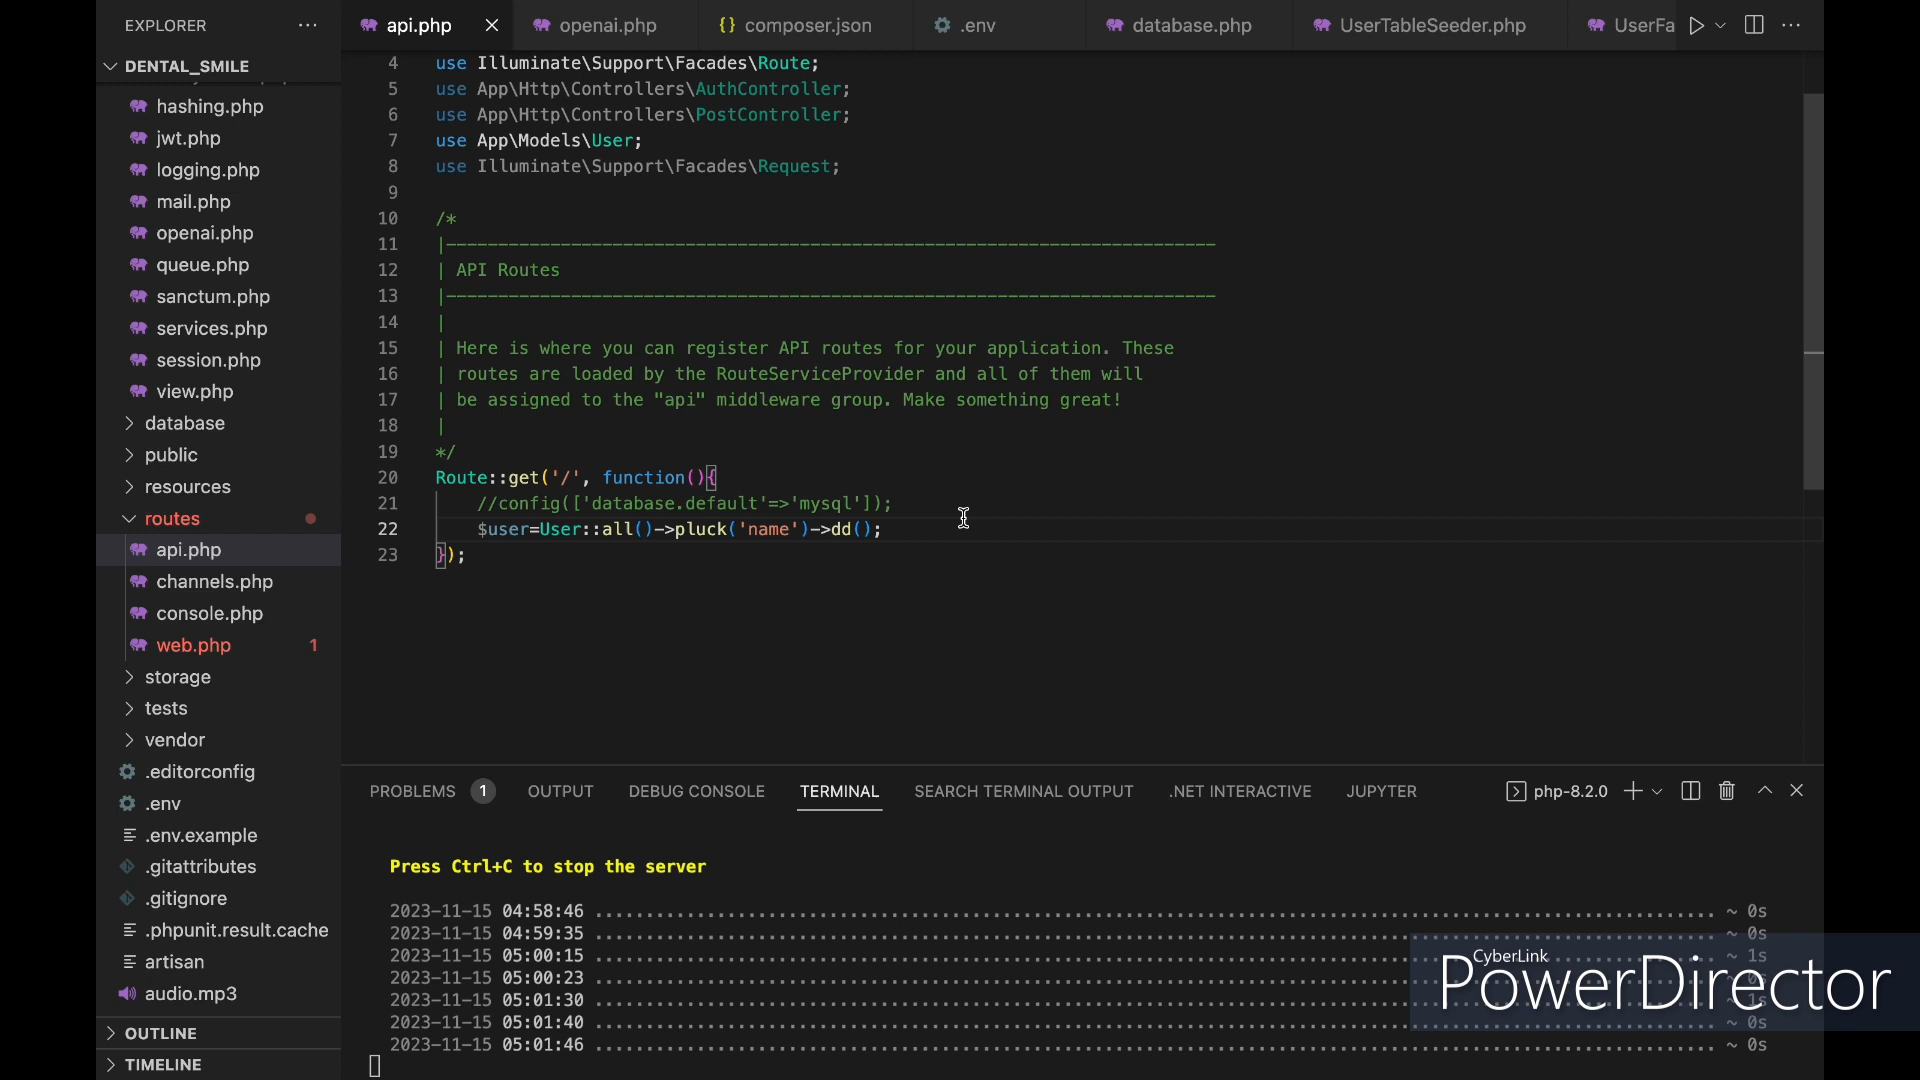 EXPLORER
DENTAL_SMILE
hashing.php
jwt.php
logging.php
mail.php
openai.php
queue.php
sanctum.php
services.php
session.php
view.php
database
public
resources
routes
api.php
channels.php
console.php
web.php 1
storage
tests
vendor
.editorconfig
.env
.env.example
.gitattributes
.gitignore
.phpunit.result.cache
artisan
audio.mp3
OUTLINE
TIMELINE
api.php openai.php {} composer.json .env database.php UserTableSeeder.php UserFa
4 use Illuminate\Support\Facades\Route;
5 use App\Http\Controllers\AuthController;
6 use App\Http\Controllers\PostController;
7 use App\Models\User;
8 use Illuminate\Support\Facades\Request;
9
10 /*
11 |--------------------------------------------------------------------------
12 | API Routes
13 |--------------------------------------------------------------------------
14 |
15 | Here is where you can register API routes for your application. These
16 | routes are loaded by the RouteServiceProvider and all of them will
17 | be assigned to the "api" middleware group. Make something great!
18 |
19 */
20 Route::get('/', function(){
21 //config(['database.default'=>'mysql']);
22 $user=User::all()->pluck('name')->dd();
23 });
PROBLEMS 1 OUTPUT DEBUG CONSOLE TERMINAL SEARCH TERMINAL OUTPUT .NET INTERACTIVE JUPYTER php-8.2.0
Press Ctrl+C to stop the server
2023-11-15 04:58:46 ........ ~ 0s
2023-11-15 04:59:35 ........ ~ 0s
2023-11-15 05:00:15 ........ ~ 1s
2023-11-15 05:00:23 ........
2023-11-15 05:01:30 ........ 1s
2023-11-15 05:01:40 ........ ~ 0s
2023-11-15 05:01:46 ........ ~ 0s
CyberLink
PowerDirector